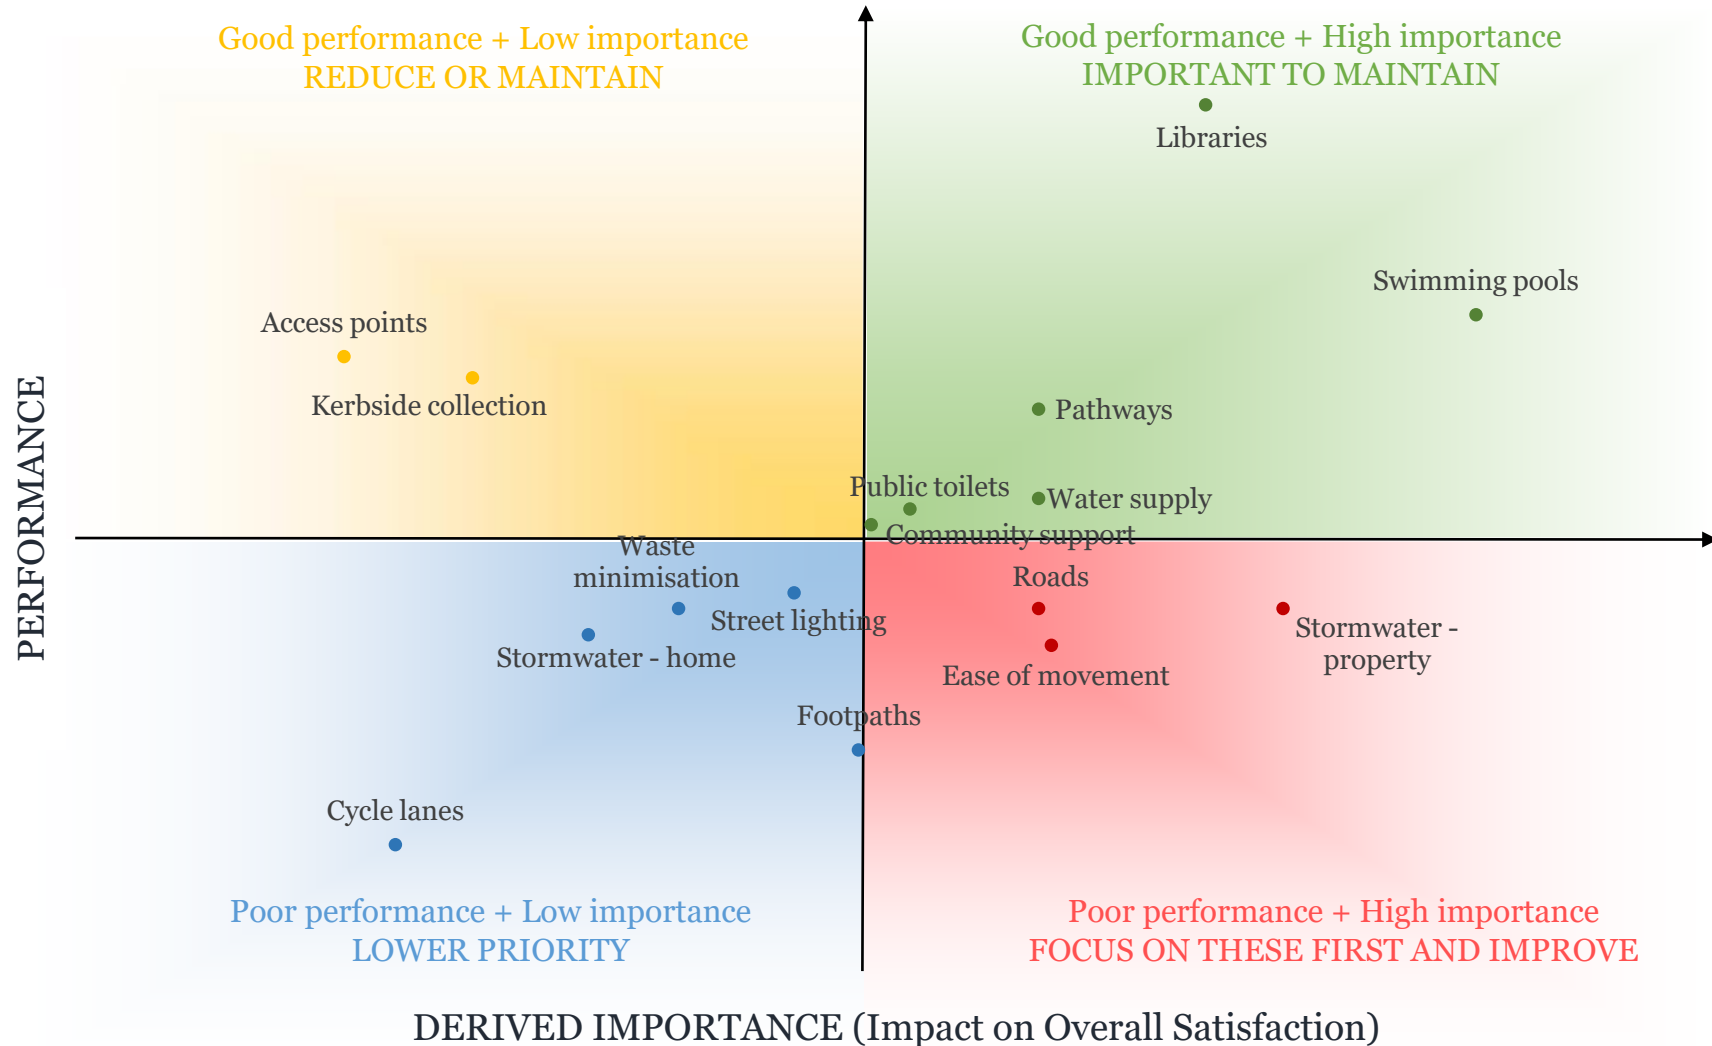 Good performance + Low importance
REDUCE OR MAINTAIN
Good performance + High importance
IMPORTANT TO MAINTAIN
Libraries
Swimming pools
Access points
Kerbside collection
Pathways
Public toilets
Water supply
Community support
PERFORMANCE
Waste
minimisation
Street lighting
Stormwater - home
Footpaths
Cycle lanes
Roads
Ease of movement
Stormwater -
property
Poor performance + Low importance
LOWER PRIORITY
Poor performance + High importance
FOCUS ON THESE FIRST AND IMPROVE
DERIVED IMPORTANCE (Impact on Overall Satisfaction)